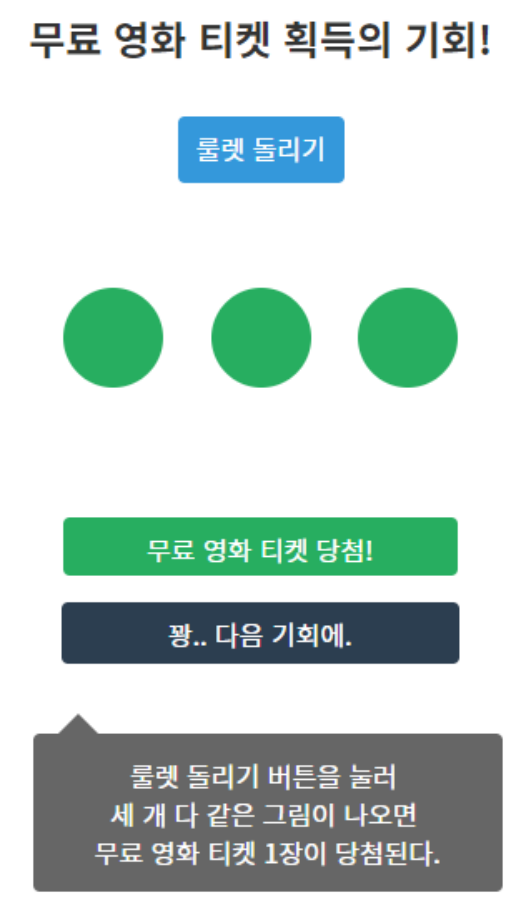 무료 영화 티켓 획득의 기회!
룰렛 돌리기
무료 영화 티켓 당첨!
꽝.. 다음 기회에.
룰렛 돌리기 버튼을 눌러
세 개 다 같은 그림이 나오면
무료 영화 티켓 1장이 당첨된다.